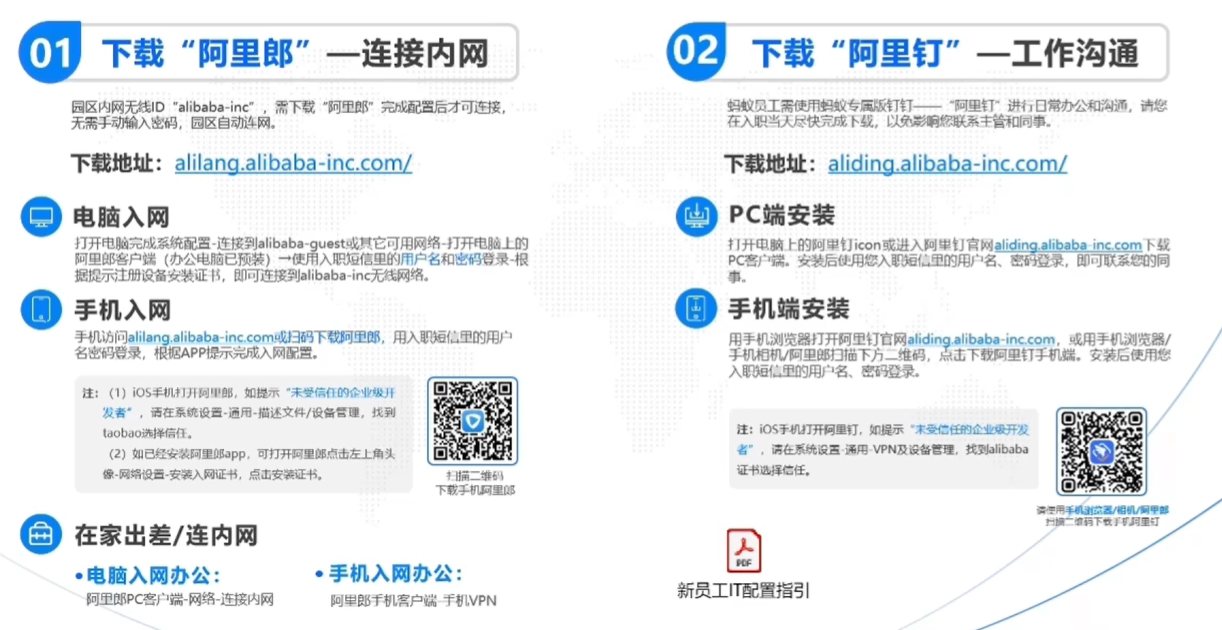 01 下载“阿里郎”—连接内网
园区内网无线ID“alibaba-inc”，需下载“阿里郎”完成配置后才可连接，
无需手动输入密码，园区自动连网。
下载地址：alilang.alibaba-inc.com/
电脑入网
打开电脑完成系统配置-连接到alibaba-guest或其它可用网络-打开电脑上的
阿里郎客户端（办公电脑已预装）→使用入职短信里的用户名和密码登录-根
据提示注册设备安装证书，即可连接到alibaba-inc无线网络。
手机入网
手机访问alilang.alibaba-inc.com或扫码下载阿里郎，用入职短信里的用户
名密码登录，根据APP提示完成入网配置。
注：（1）iOS手机打开阿里郎，如提示“未受信任的企业级开
发者”，请在系统设置-通用-描述文件/设备管理，找到
taobao选择信任。
（2）如已经安装阿里郎app，可打开阿里郎点击左上角头
像-网络设置-安装入网证书，点击安装证书。
扫描二维码
下载手机阿里郎
在家出差/连内网
•电脑入网办公：
阿里郎PC客户端-网络-连接内网
•手机入网办公：
阿里郎手机客户端-手机VPN
02 下载“阿里钉”—工作沟通
蚂蚁员工需使用蚂蚁专属版钉钉——“阿里钉”进行日常办公和沟通，请您
在入职当天尽快完成下载，以免影响您联系主管和同事。
下载地址：aliding.alibaba-inc.com/
PC端安装
打开电脑上的阿里钉icon或进入阿里钉官网aliding.alibaba-inc.com下载
PC客户端。安装后使用您入职短信里的用户名、密码登录，即可联系您的同
事。
手机端安装
用手机浏览器打开阿里钉官网aliding.alibaba-inc.com，或用手机浏览器/
手机相机/阿里郎扫描下方二维码，点击下载阿里钉手机端。安装后使用您
入职短信里的用户名、密码登录。
注：iOS手机打开阿里钉，如提示“未受信任的企业级开发
者”，请在系统设置-通用-VPN及设备管理，找到alibaba
证书选择信任。
请使用手机浏览器/相机/阿里郎
扫描二维码下载手机阿里钉
PDF
新员工IT配置指引